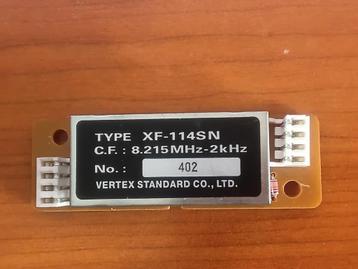 TYPE XF-114SN
C.F. : 8.215MHz-2kHz
No. : 402
VERTEX STANDARD CO., LTD.